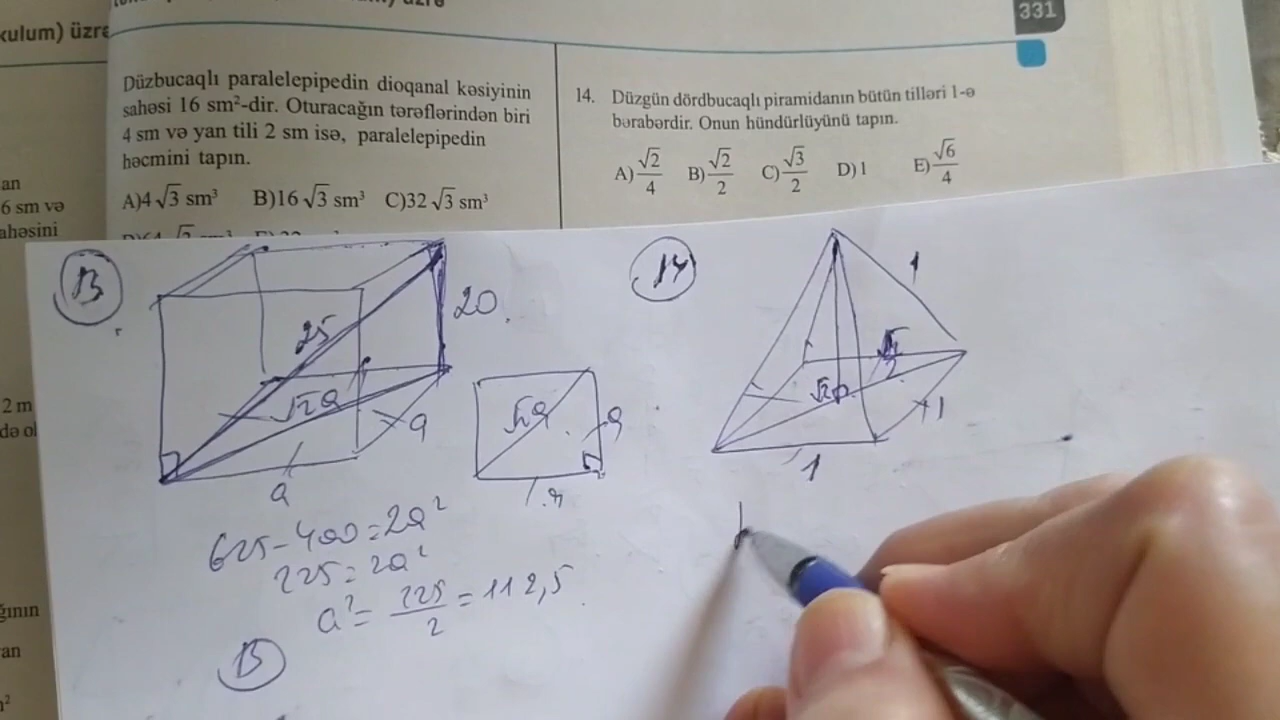 331
kulum) üzrə
Düzbucaqlı paralelepipedin dioqanal kəsiyinin
sahəsi 16 sm²-dir. Oturacağın tərəflərindən biri
4 sm və yan tili 2 sm isə, paralelepipedin
həcmini tapın.
A)4√3 sm³ B)16√3 sm³ C)32√3 sm³
14. Düzgün dördbucaqlı piramidanın bütün tilləri 1-ə
bərabərdir. Onun hündürlüyünü tapın.
A) √2/4 B) √2/2 C) √3/2 D) 1 E) √6/4
an
6 sm və
ahəsini
2 m
də ol
ğının
an
13
25
20
√2a
a
a
√2a
a
625-400=2a²
225=2a²
a²=225/2=112,5
B
14
1
√2
1
1